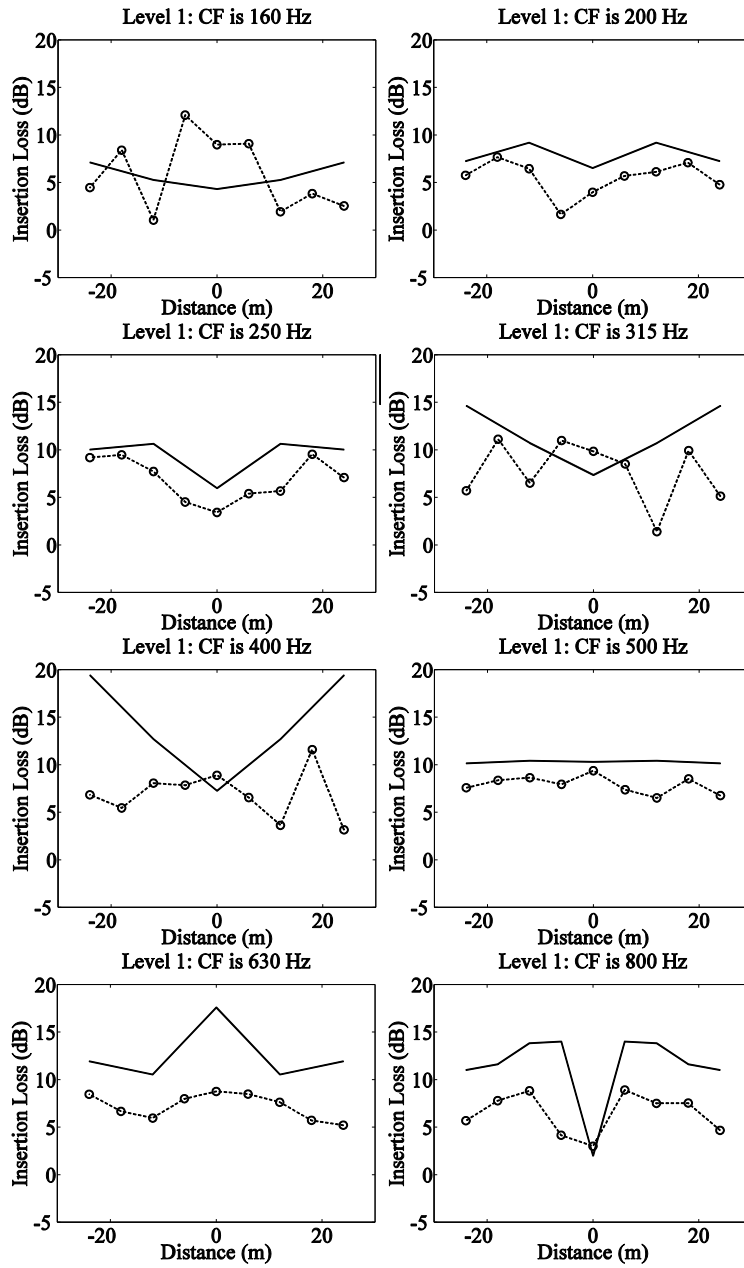 Level 1: CF is 160 Hz
20
15
10
5
0
-5
Insertion Loss (dB)
-20 0 20
Distance (m)
Level 1: CF is 200 Hz
20
15
10
5
0
-5
Insertion Loss (dB)
-20 0 20
Distance (m)
Level 1: CF is 250 Hz
20
15
10
5
0
-5
Insertion Loss (dB)
-20 0 20
Distance (m)
Level 1: CF is 315 Hz
20
15
10
5
0
-5
Insertion Loss (dB)
-20 0 20
Distance (m)
Level 1: CF is 400 Hz
20
15
10
5
0
-5
Insertion Loss (dB)
-20 0 20
Distance (m)
Level 1: CF is 500 Hz
20
15
10
5
0
-5
Insertion Loss (dB)
-20 0 20
Distance (m)
Level 1: CF is 630 Hz
20
15
10
5
0
-5
Insertion Loss (dB)
-20 0 20
Distance (m)
Level 1: CF is 800 Hz
20
15
10
5
0
-5
Insertion Loss (dB)
-20 0 20
Distance (m)